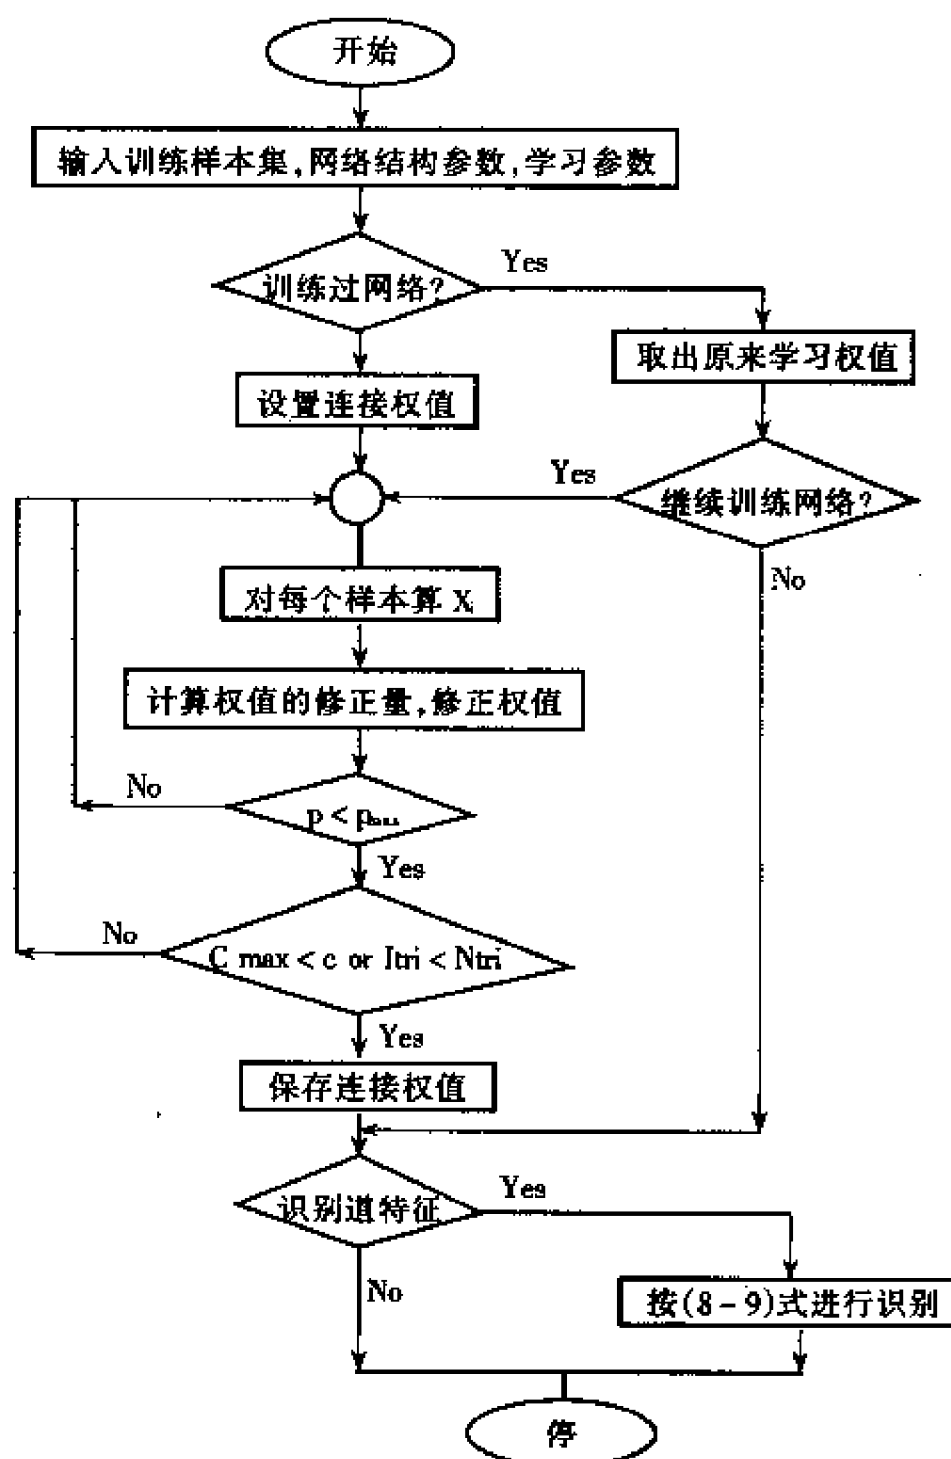 开始
输入训练样本集,网络结构参数,学习参数
训练过网络?
Yes
取出原来学习权值
设置连接权值
Yes
继续训练网络?
No
对每个样本算 Xi
计算权值的修正量,修正权值
No
p < p
Yes
No
C max < c or Itri < Ntri
Yes
保存连接权值
识别道特征
Yes
No
按(8-9)式进行识别
停